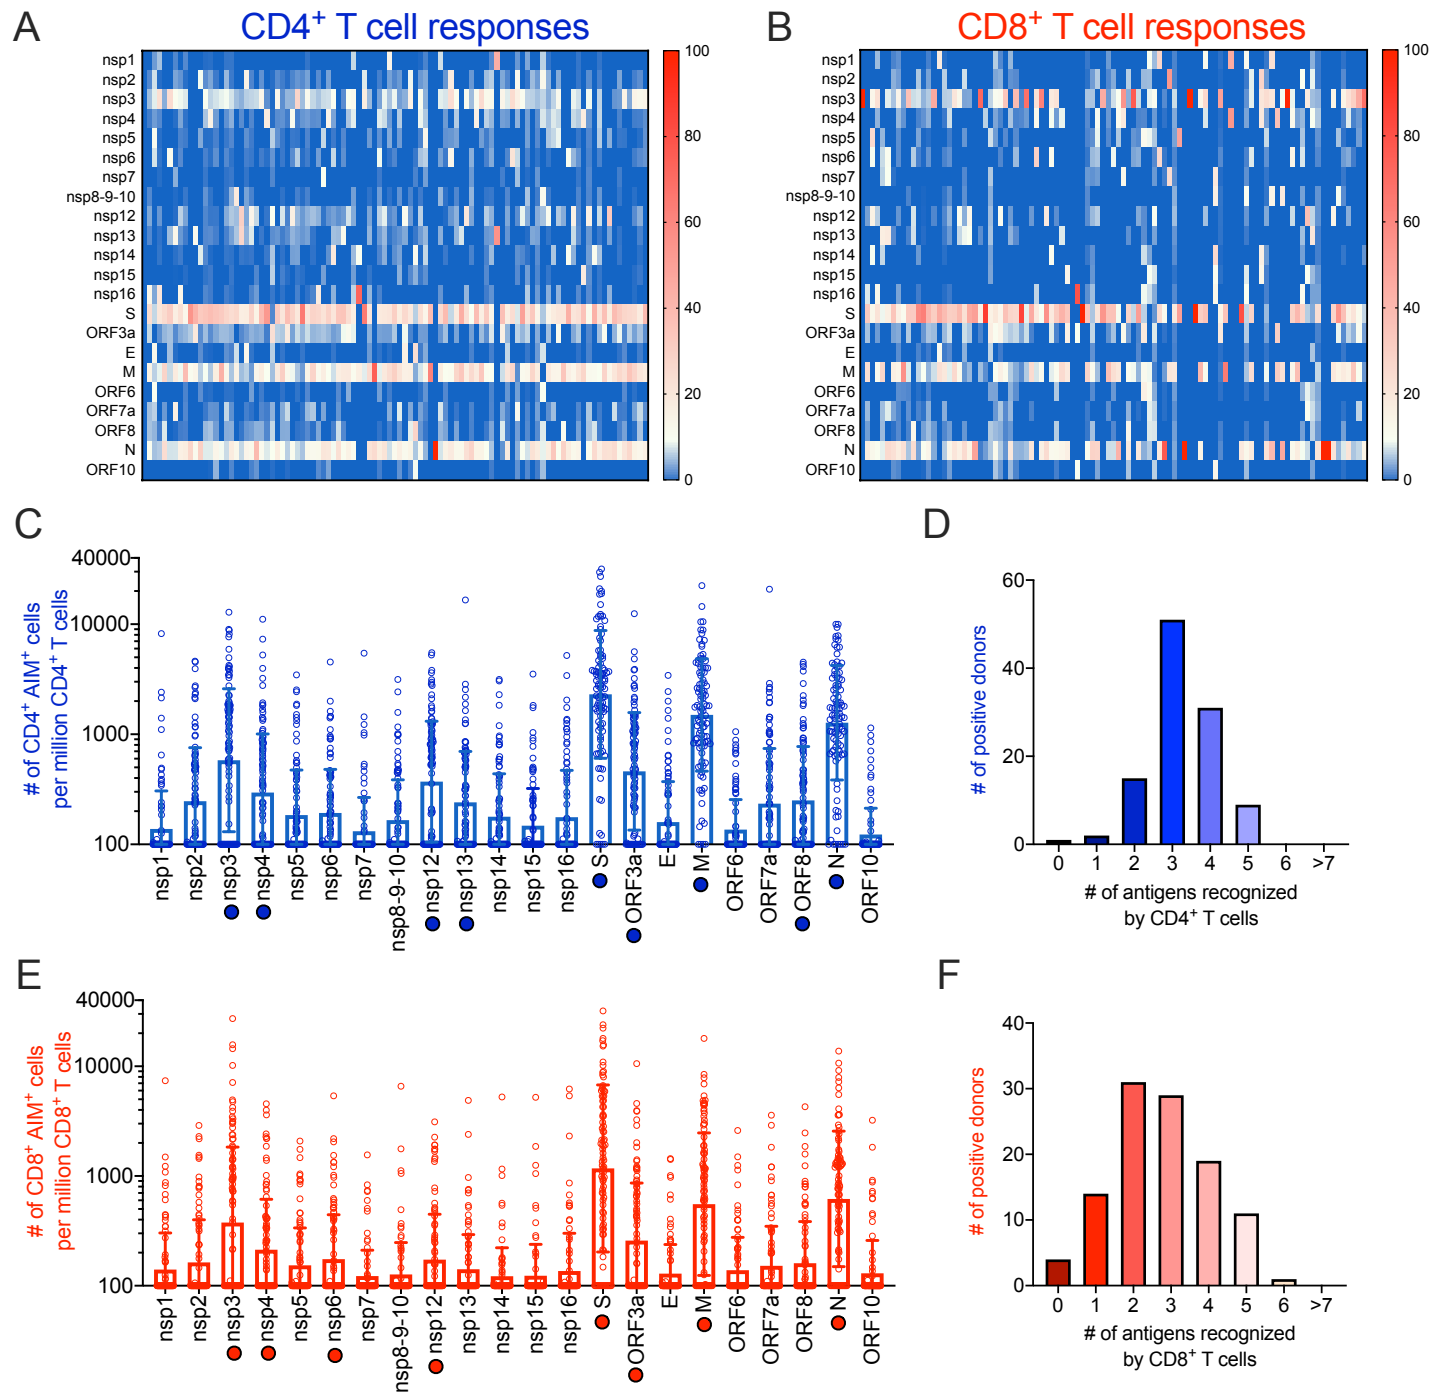 A
CD4⁺ T cell responses
nsp1
nsp2
nsp3
nsp4
nsp5
nsp6
nsp7
nsp8-9-10
nsp12
nsp13
nsp14
nsp15
nsp16
S
ORF3a
E
M
ORF6
ORF7a
ORF8
N
ORF10
100
80
60
40
20
0
B
CD8⁺ T cell responses
nsp1
nsp2
nsp3
nsp4
nsp5
nsp6
nsp7
nsp8-9-10
nsp12
nsp13
nsp14
nsp15
nsp16
S
ORF3a
E
M
ORF6
ORF7a
ORF8
N
ORF10
100
80
60
40
20
0
C
# of CD4⁺ AIM⁺ cells
per million CD4⁺ T cells
40000
10000
1000
100
nsp1
nsp2
nsp3
nsp4
nsp5
nsp6
nsp7
nsp8-9-10
nsp12
nsp13
nsp14
nsp15
nsp16
S
ORF3a
E
M
ORF6
ORF7a
ORF8
N
ORF10
D
# of positive donors
60
40
20
0
0 1 2 3 4 5 6 >7
# of antigens recognized
by CD4⁺ T cells
E
# of CD8⁺ AIM⁺ cells
per million CD8⁺ T cells
40000
10000
1000
100
nsp1
nsp2
nsp3
nsp4
nsp5
nsp6
nsp7
nsp8-9-10
nsp12
nsp13
nsp14
nsp15
nsp16
S
ORF3a
E
M
ORF6
ORF7a
ORF8
N
ORF10
F
# of positive donors
40
30
20
10
0
0 1 2 3 4 5 6 >7
# of antigens recognized
by CD8⁺ T cells